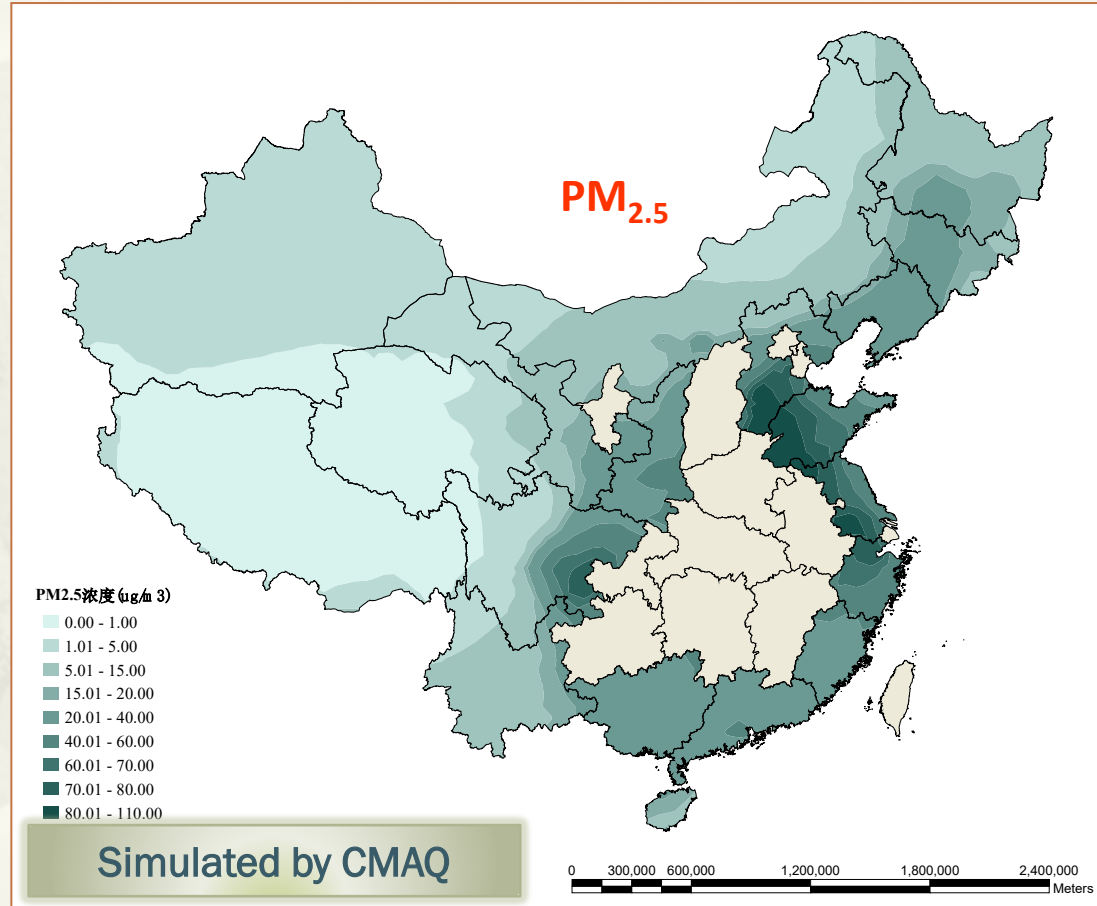 PM2.5
PM2.5浓度(ug/m 3)
0.00 - 1.00
1.01 - 5.00
5.01 - 15.00
15.01 - 20.00
20.01 - 40.00
40.01 - 60.00
60.01 - 70.00
70.01 - 80.00
80.01 - 110.00
Simulated by CMAQ
0 300,000 600,000 1,200,000 1,800,000 2,400,000
Meters